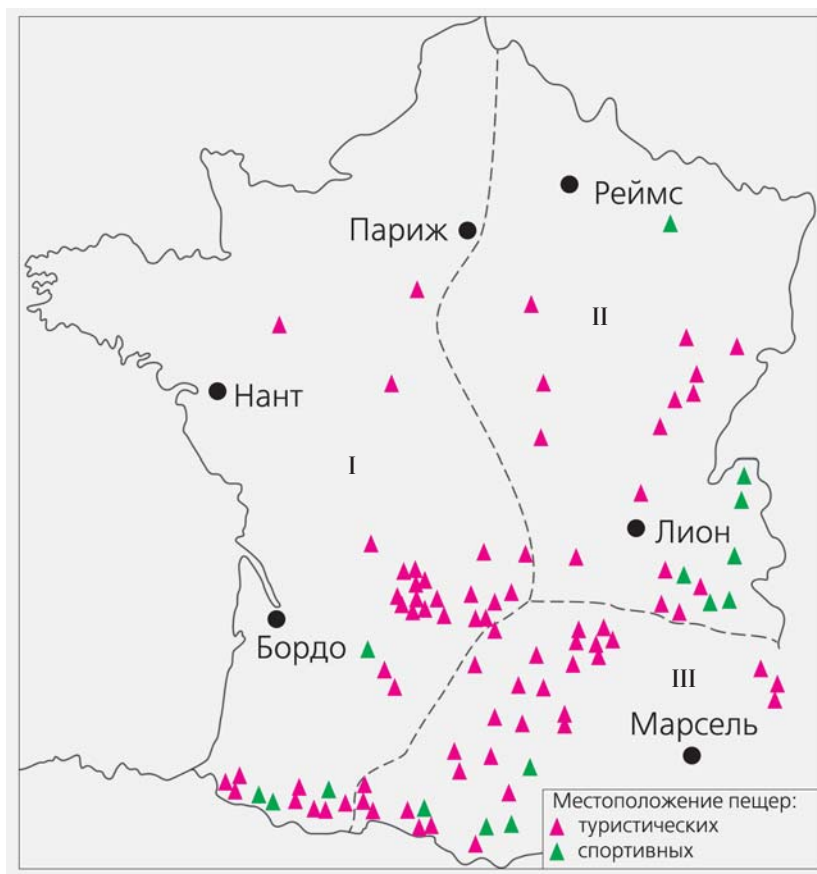 Реймс
Париж
II
Нант
I
Лион
Бордо
III
Марсель
Местоположение пещер:
туристических
спортивных